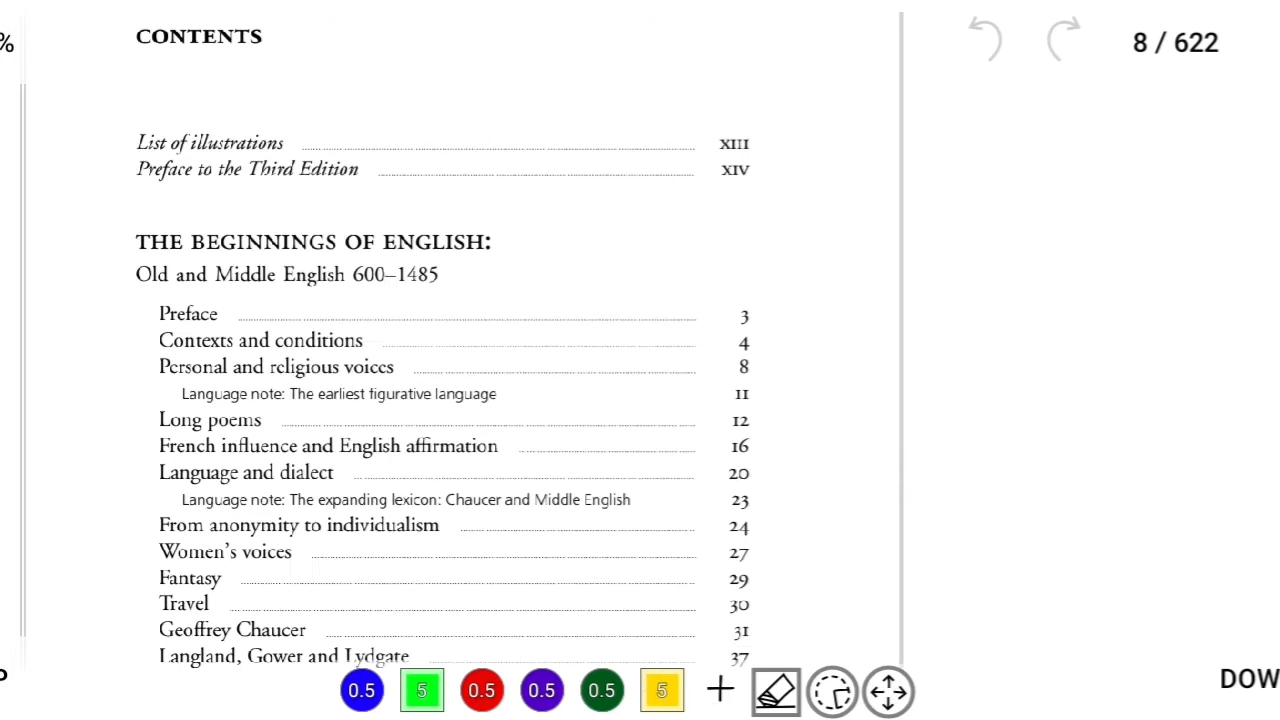 %
CONTENTS
8 / 622
List of illustrations XIII
Preface to the Third Edition XIV
THE BEGINNINGS OF ENGLISH:
Old and Middle English 600–1485
Preface 3
Contexts and conditions 4
Personal and religious voices 8
Language note: The earliest figurative language 11
Long poems 12
French influence and English affirmation 16
Language and dialect 20
Language note: The expanding lexicon: Chaucer and Middle English 23
From anonymity to individualism 24
Women's voices 27
Fantasy 29
Travel 30
Geoffrey Chaucer 31
Langland, Gower and Lydgate 37
0.5 5 0.5 0.5 0.5 5 +
DOW